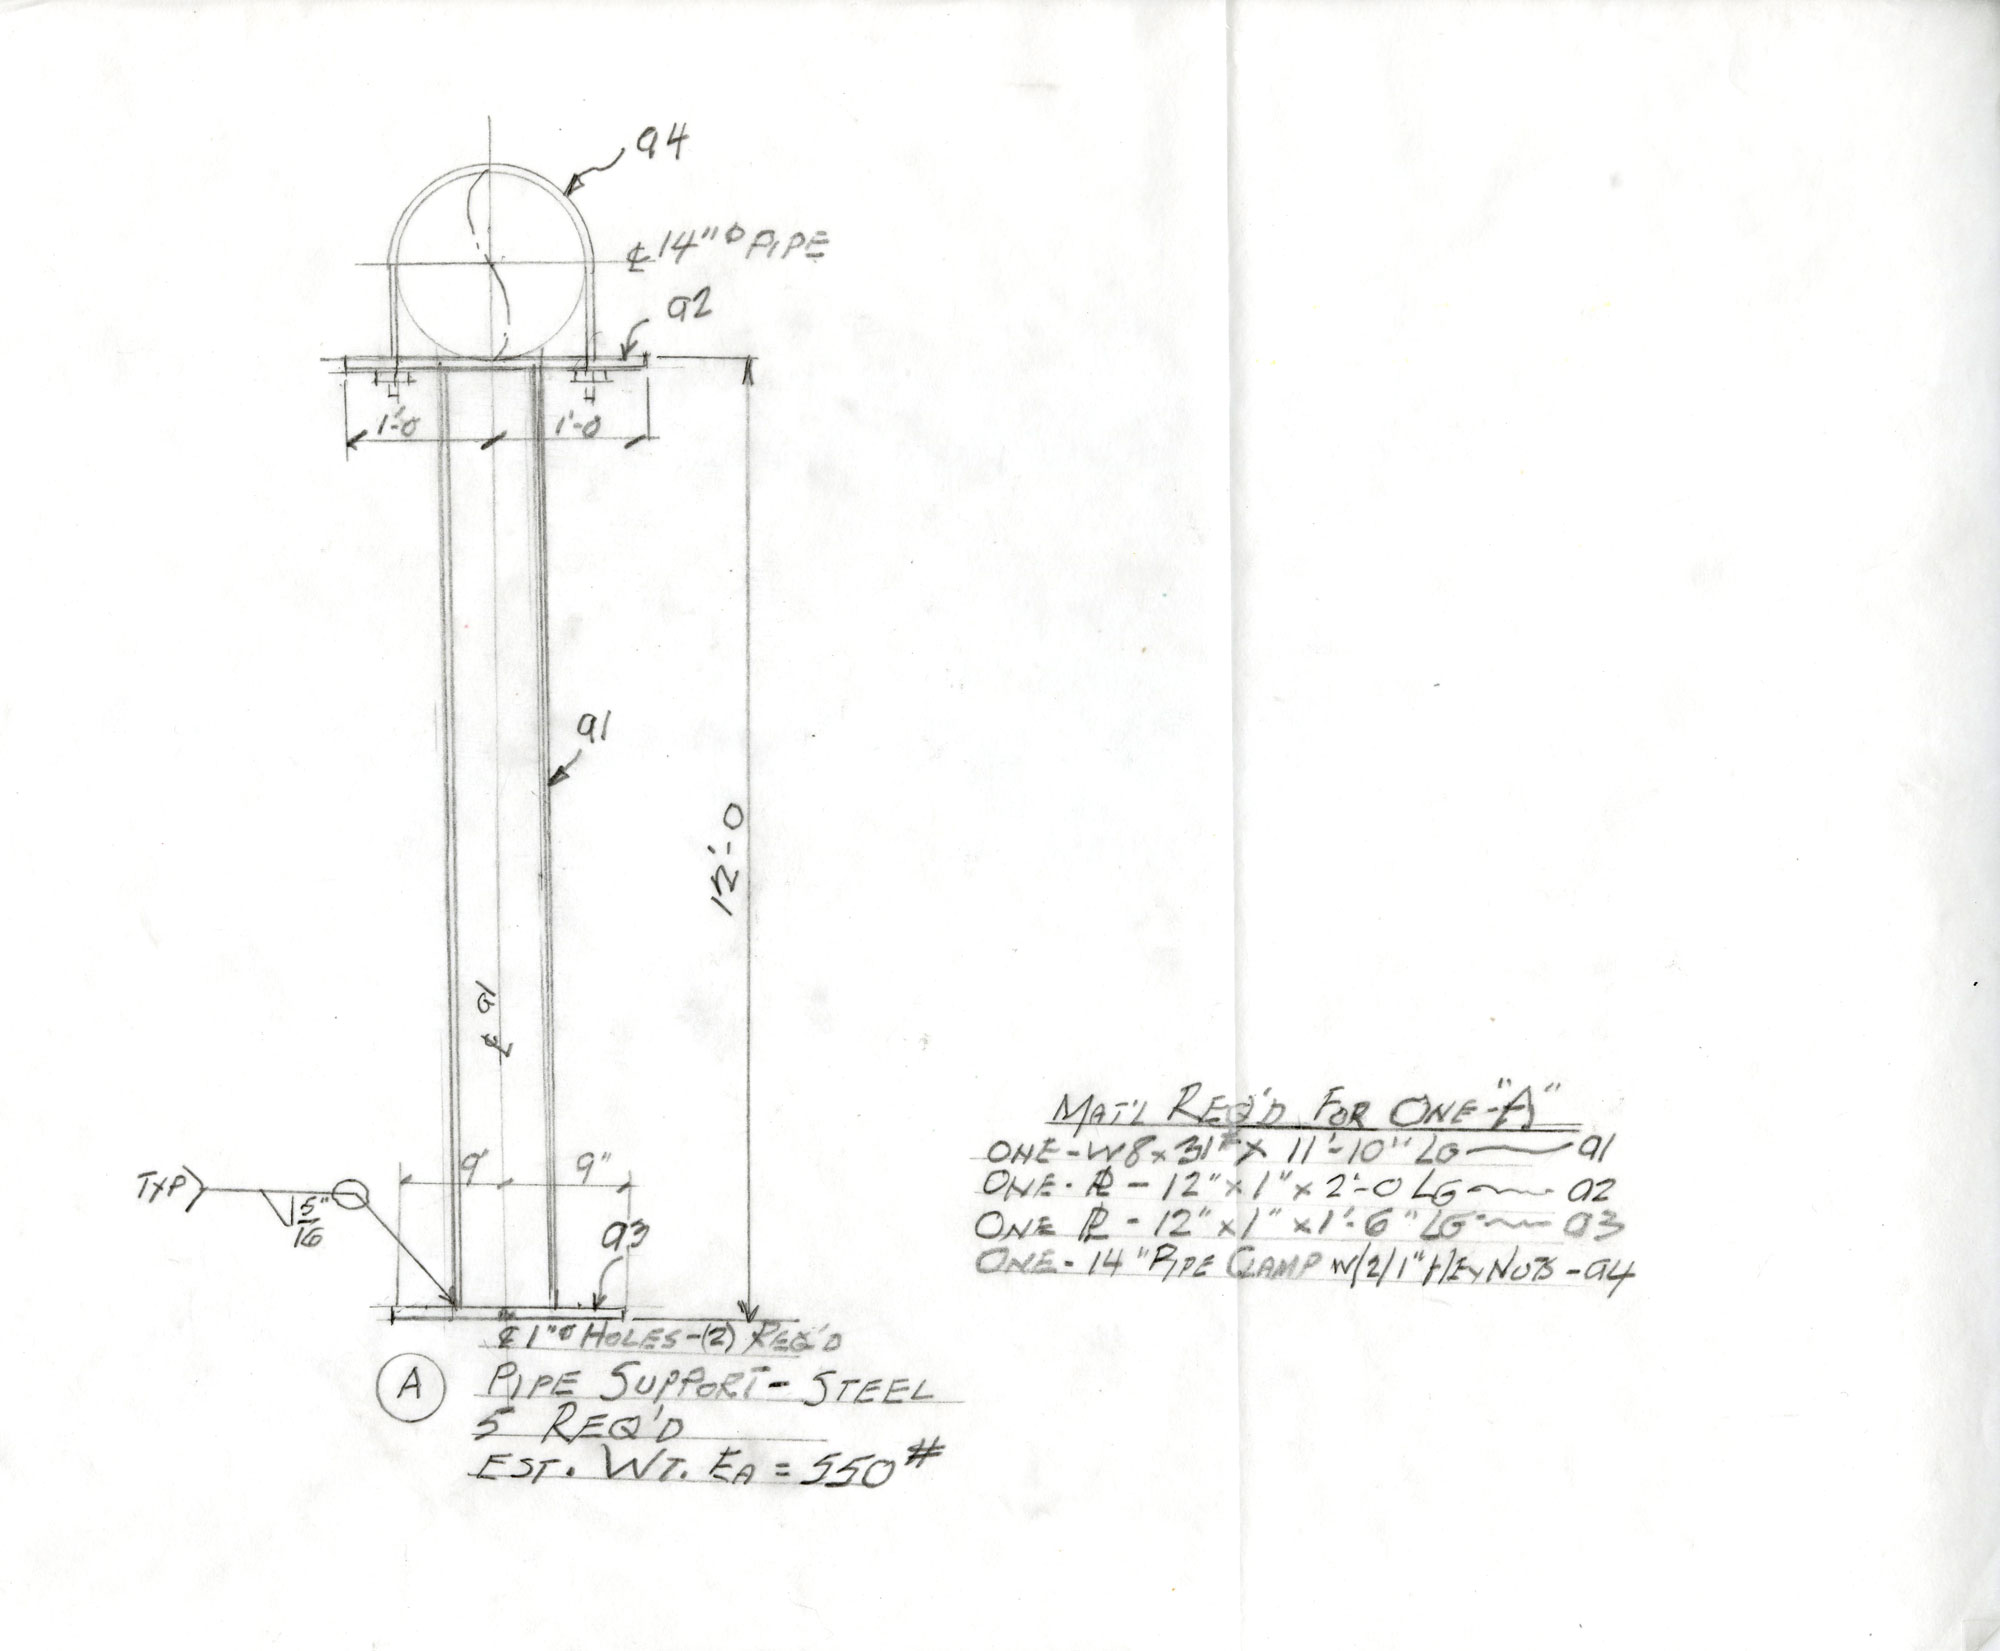 a4
℄ 14"⌀ PIPE
a2
1'-0 1'-0
a1
12'-0
℄ a1
9" 9"
TYP 5/16"
a3
℄ 1"⌀ HOLES-(2) REQ'D
A PIPE SUPPORT - STEEL
5 REQ'D
EST. WT. EA = 550#
MAT'L REQ'D FOR ONE-"A"
ONE - W8 x 31# x 11'-10" LG a1
ONE - PL - 12" x 1" x 2'-0 LG a2
ONE PL - 12" x 1" x 1'-6" LG a3
ONE - 14" PIPE CLAMP W/(2) 1" NUTS - a4